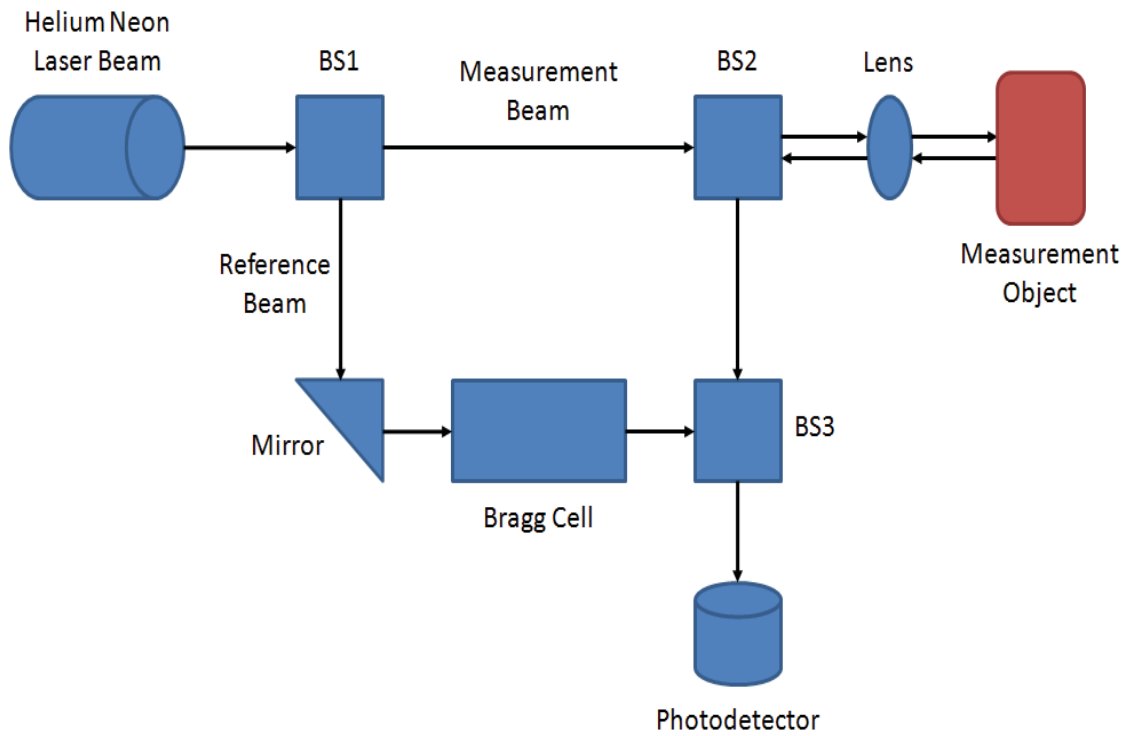 Helium Neon
Laser Beam
BS1
Measurement
Beam
BS2
Lens
Reference
Beam
Measurement
Object
Mirror
Bragg Cell
BS3
Photodetector